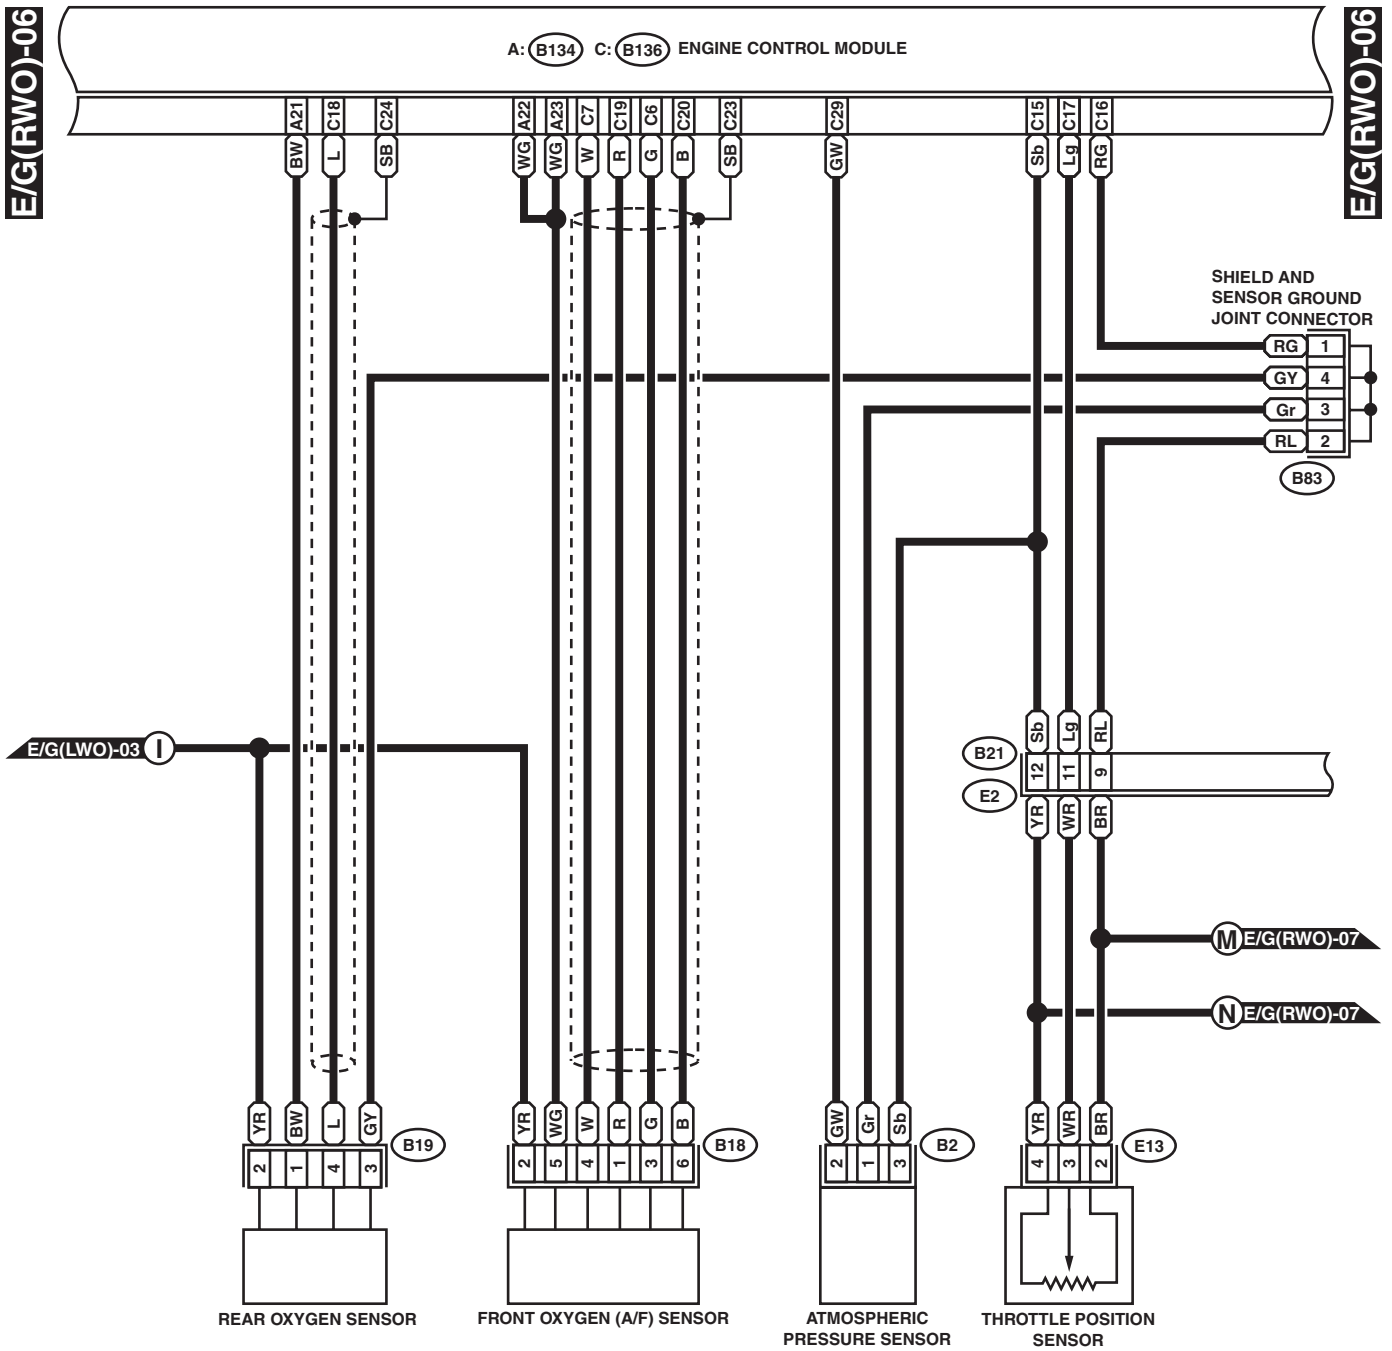 E/G(RWO)-06
E/G(RWO)-06
A: B134 C: B136 ENGINE CONTROL MODULE
A21 C18 C24 A22 A23 C7 C19 C6 C20 C23 C29 C15 C17 C16
BW L SB WG WG W R G B SB GW Sb Lg RG
SHIELD AND
SENSOR GROUND
JOINT CONNECTOR
RG 1
GY 4
Gr 3
RL 2
B83
E/G(LWO)-03 I
Sb Lg RL
B21
12 11 9
E2
YR WR BR
M E/G(RWO)-07
N E/G(RWO)-07
YR BW L GY YR WG W R G B GW Gr Sb YR WR BR
B19 B18 B2 E13
2 1 4 3 2 5 4 1 3 6 2 1 3 4 3 2
REAR OXYGEN SENSOR
FRONT OXYGEN (A/F) SENSOR
ATMOSPHERIC
PRESSURE SENSOR
THROTTLE POSITION
SENSOR